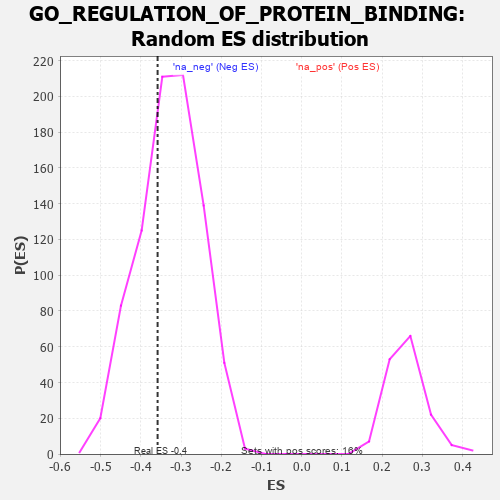 GO_REGULATION_OF_PROTEIN_BINDING:
Random ES distribution
'na_neg' (Neg ES) 'na_pos' (Pos ES)
220
200
180
160
140
120
100
80
60
40
20
0
P(ES)
Real ES -0.4 Sets with pos scores: 16%
-0.6 -0.5 -0.4 -0.3 -0.2 -0.1 0.0 0.1 0.2 0.3 0.4
ES